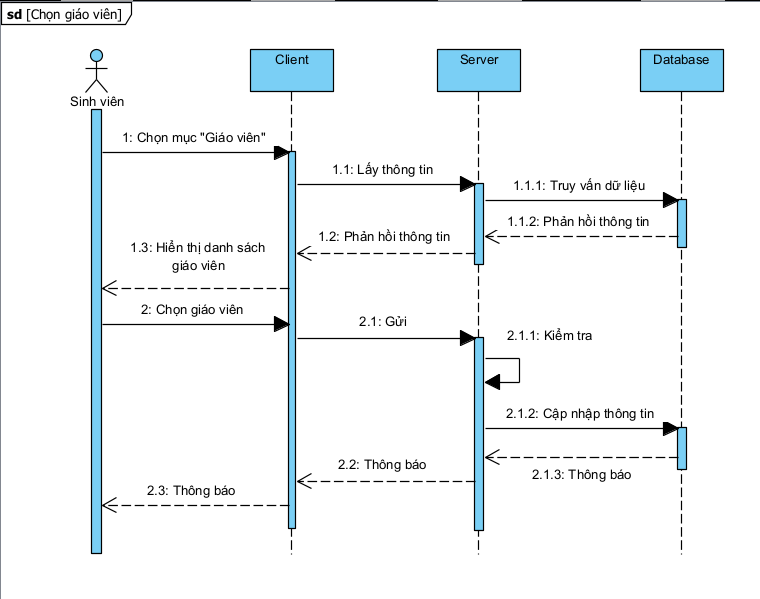 sd [Chọn giáo viên]
Sinh viên
Client
Server
Database
1: Chọn mục "Giáo viên"
1.1: Lấy thông tin
1.1.1: Truy vấn dữ liệu
1.1.2: Phản hồi thông tin
1.2: Phản hồi thông tin
1.3: Hiển thị danh sách
giáo viên
2: Chọn giáo viên
2.1: Gửi
2.1.1: Kiểm tra
2.1.2: Cập nhập thông tin
2.1.3: Thông báo
2.2: Thông báo
2.3: Thông báo